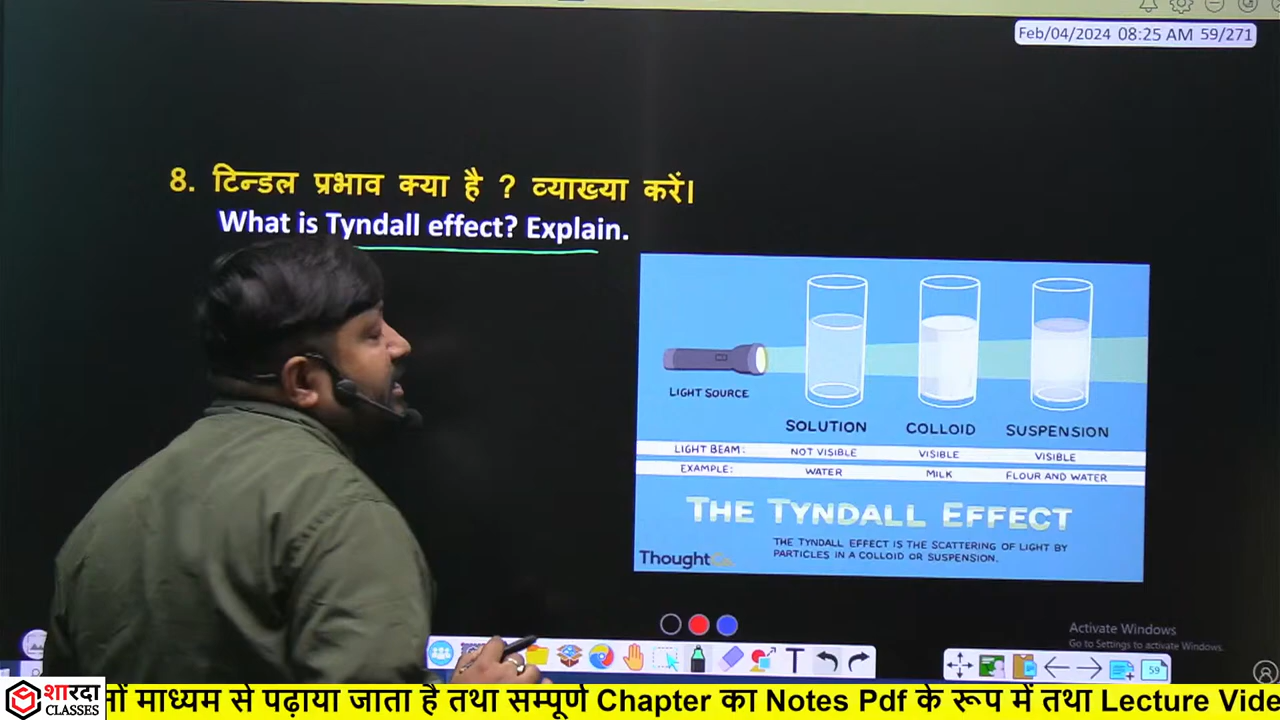 Feb/04/2024 08:25 AM 59/271
8. टिन्डल प्रभाव क्या है ? व्याख्या करें।
What is Tyndall effect? Explain.
LIGHT SOURCE
SOLUTION COLLOID SUSPENSION
LIGHT BEAM: NOT VISIBLE VISIBLE VISIBLE
EXAMPLE: WATER MILK FLOUR AND WATER
THE TYNDALL EFFECT
THE TYNDALL EFFECT IS THE SCATTERING OF LIGHT BY
PARTICLES IN A COLLOID OR SUSPENSION.
ThoughtCo.
Activate Windows
Go to Settings to activate Windows.
T
59
शारदा
CLASSES
माध्यम से पढ़ाया जाता है तथा सम्पूर्ण Chapter का Notes Pdf के रूप में तथा Lecture Vide